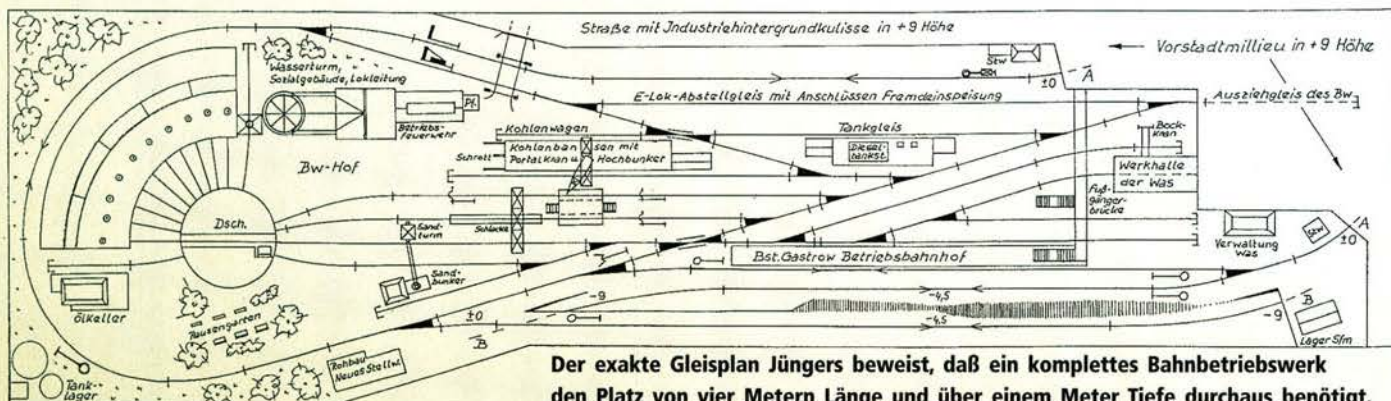 Straße mit Industriehintergrundkulisse in +9 Höhe
Vorstadtmillieu in +9 Höhe
Wasserturm,
Sozialgebäude, Lokleitung
Pf.
Betriebs-
feuerwehr
Stw
A
±0
E-Lok-Abstellgleis mit Anschlüssen Fremdeinspeisung
Ausziehgleis des Bw
Kohlenwagen
Tankgleis
Bock-
kran
Schrott
Kohlenbansen mit
Portalkran u. Hochbunker
Diesel-
tankst.
Werkhalle
der Was
Bw-Hof
Fuß-
gänger-
brücke
Dsch.
Sand-
turm
Schlacke
Stw
A
±0
Verwaltung
Was
Bst. Gastrow Betriebsbahnhof
Sand-
bunker
Ölkeller
Pausengarten
-9
-4,5
-4,5
±0
B
-9
B
Lager Sfm
Rohbau
Neues Stellw.
Tank-
lager
Der exakte Gleisplan Jüngers beweist, daß ein komplettes Bahnbetriebswerk
den Platz von vier Metern Länge und über einem Meter Tiefe durchaus benötigt.